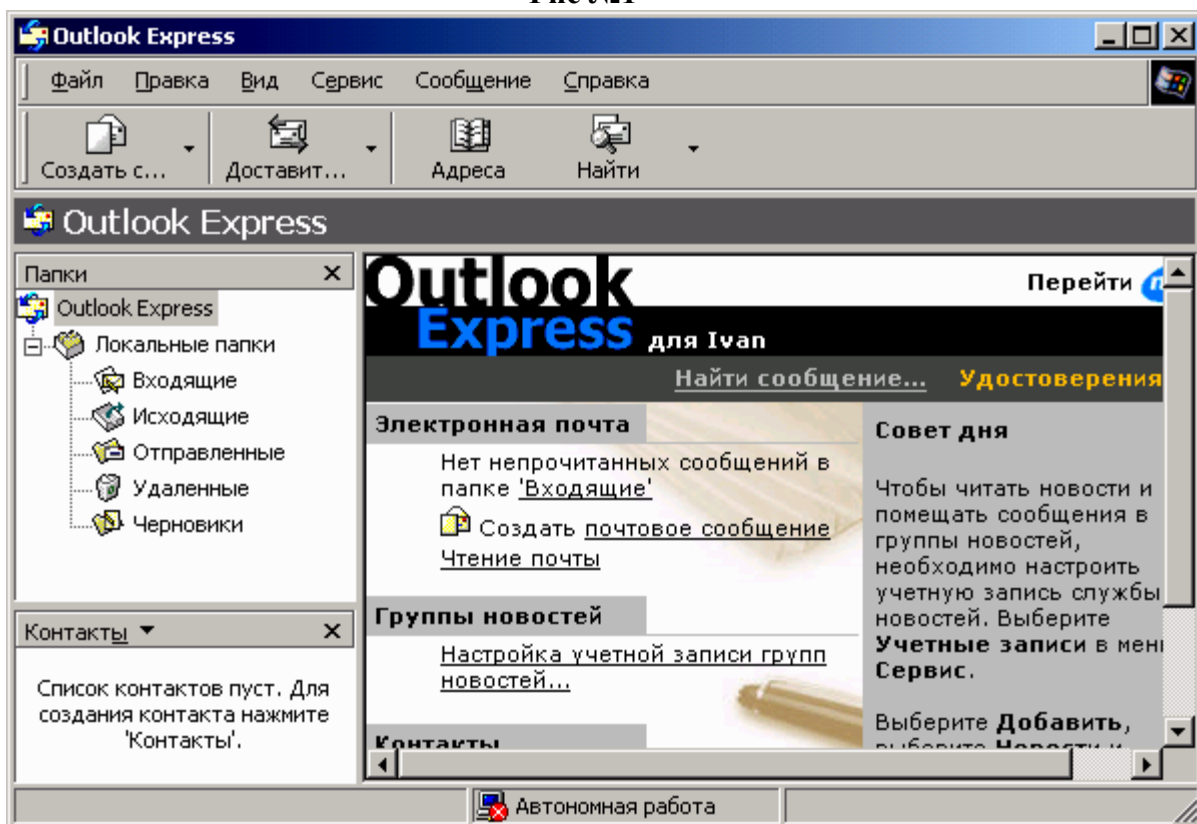 Outlook Express
Файл Правка Вид Сервис Сообщение Справка
Создать с... Доставит... Адреса Найти
Outlook Express
Папки
Outlook Express
Локальные папки
Входящие
Исходящие
Отправленные
Удаленные
Черновики
Контакты
Список контактов пуст. Для
создания контакта нажмите
'Контакты'.
Outlook
Express для Ivan
Перейти
Найти сообщение... Удостоверения
Электронная почта
Нет непрочитанных сообщений в
папке 'Входящие'
Создать почтовое сообщение
Чтение почты
Группы новостей
Настройка учетной записи групп
новостей...
Контакты
Совет дня
Чтобы читать новости и
помещать сообщения в
группы новостей,
необходимо настроить
учетную запись службы
новостей. Выберите
Учетные записи в мен
Сервис.
Выберите Добавить,
выберите Новости и
Автономная работа